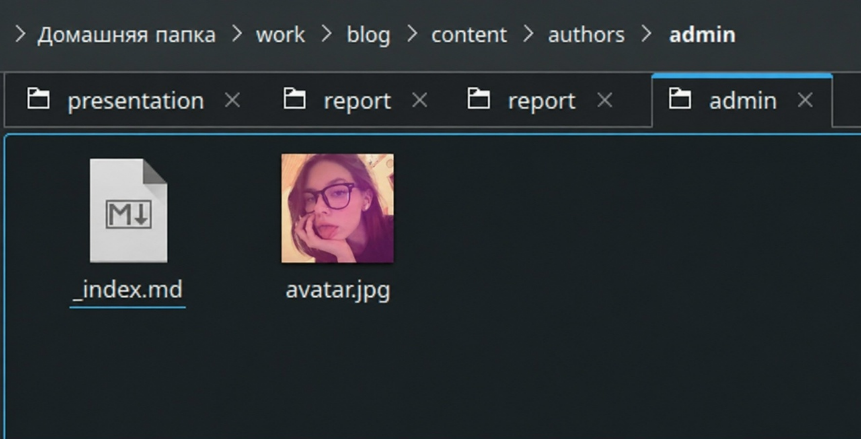 Домашняя папка > work > blog > content > authors > admin
presentation report report admin
M↓
_index.md avatar.jpg